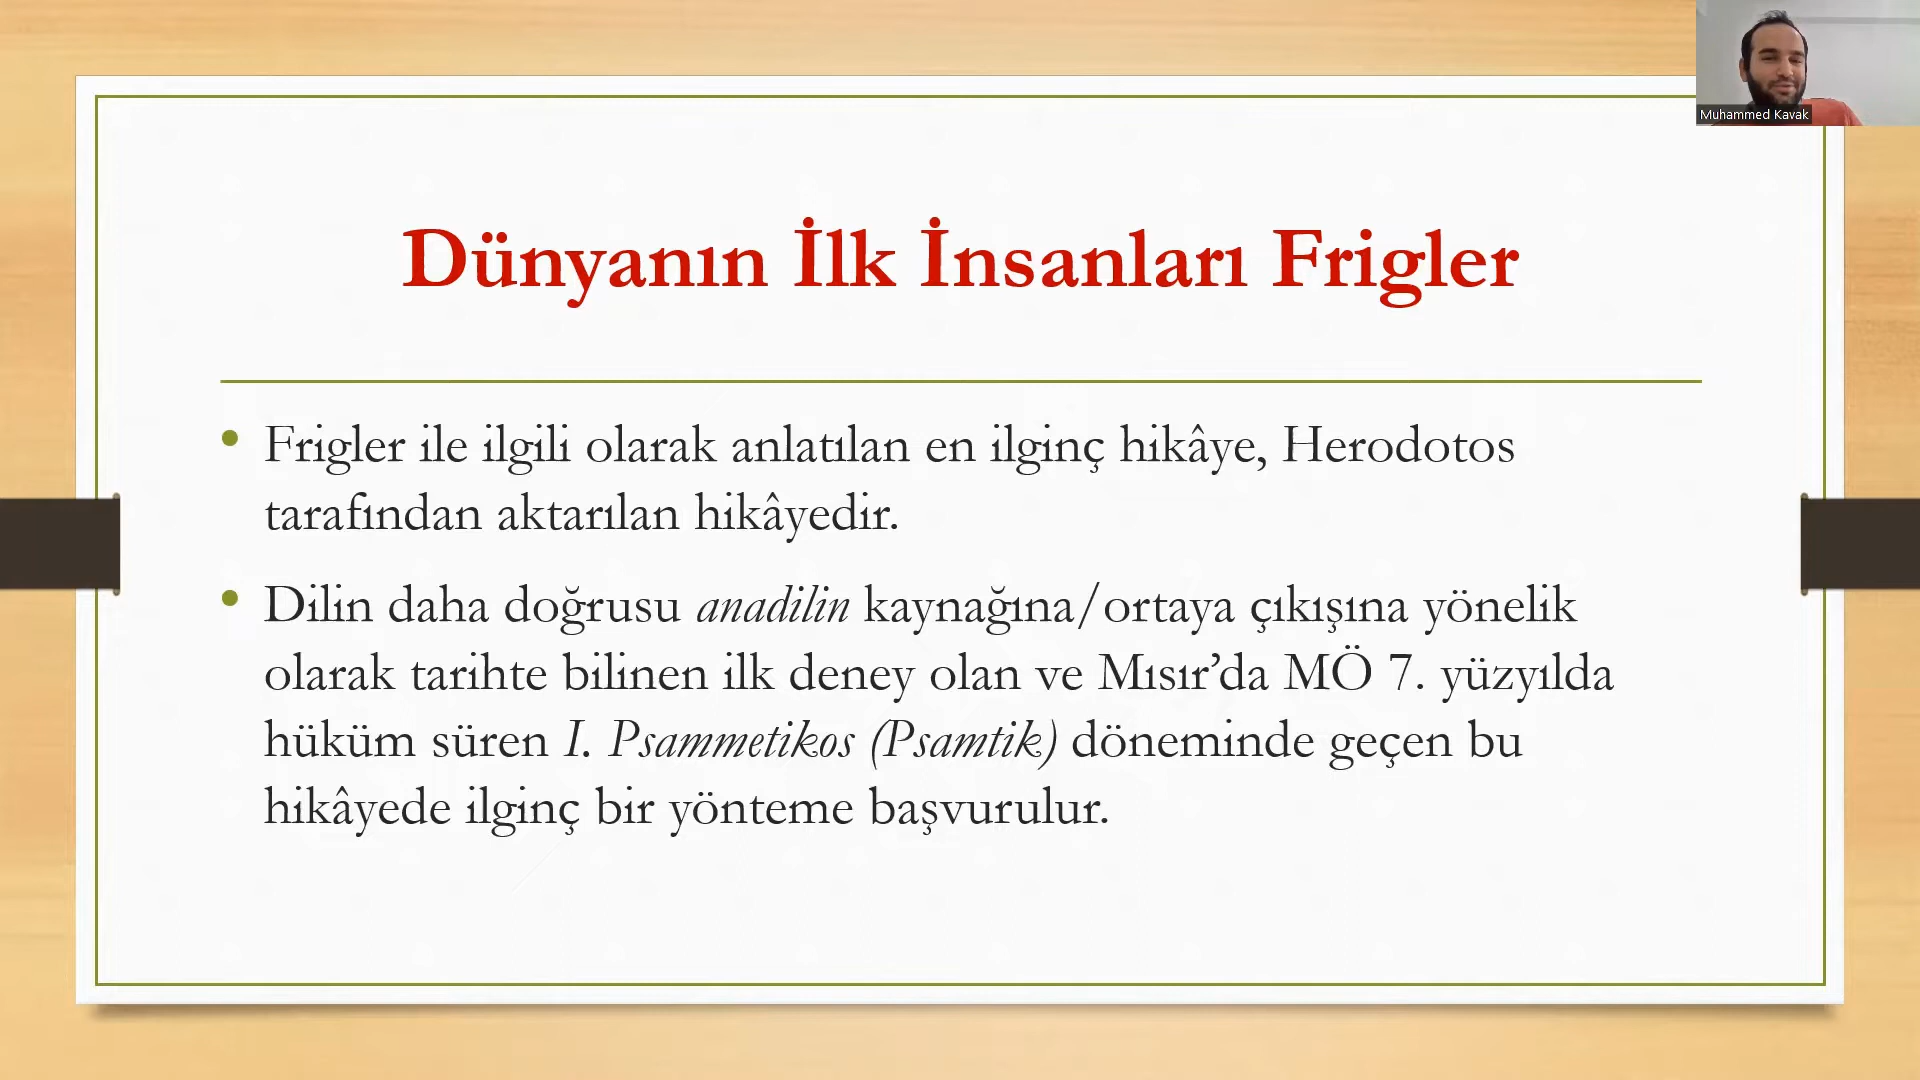 Muhammed Kavak
Dünyanın İlk İnsanları Frigler
• Frigler ile ilgili olarak anlatılan en ilginç hikâye, Herodotos
tarafından aktarılan hikâyedir.
• Dilin daha doğrusu anadilin kaynağına/ortaya çıkışına yönelik
olarak tarihte bilinen ilk deney olan ve Mısır’da MÖ 7. yüzyılda
hüküm süren I. Psammetikos (Psamtik) döneminde geçen bu
hikâyede ilginç bir yönteme başvurulur.